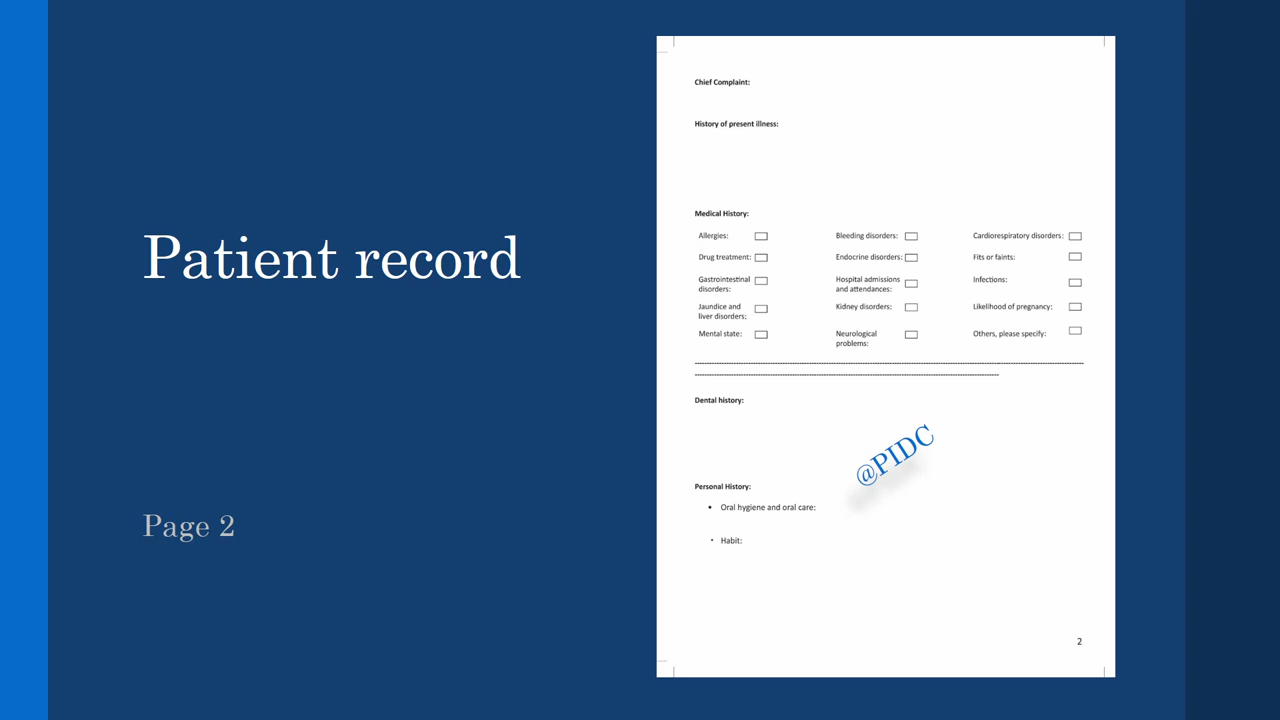 Patient record
Page 2
Chief Complaint:
History of present illness:
Medical History:
Allergies: Bleeding disorders: Cardiorespiratory disorders:
Drug treatment: Endocrine disorders: Fits or faints:
Gastrointestinal disorders: Hospital admissions and attendances: Infections:
Jaundice and liver disorders: Kidney disorders: Likelihood of pregnancy:
Mental state: Neurological problems: Others, please specify:
Dental history:
@PIDC
Personal History:
• Oral hygiene and oral care:
• Habit:
2